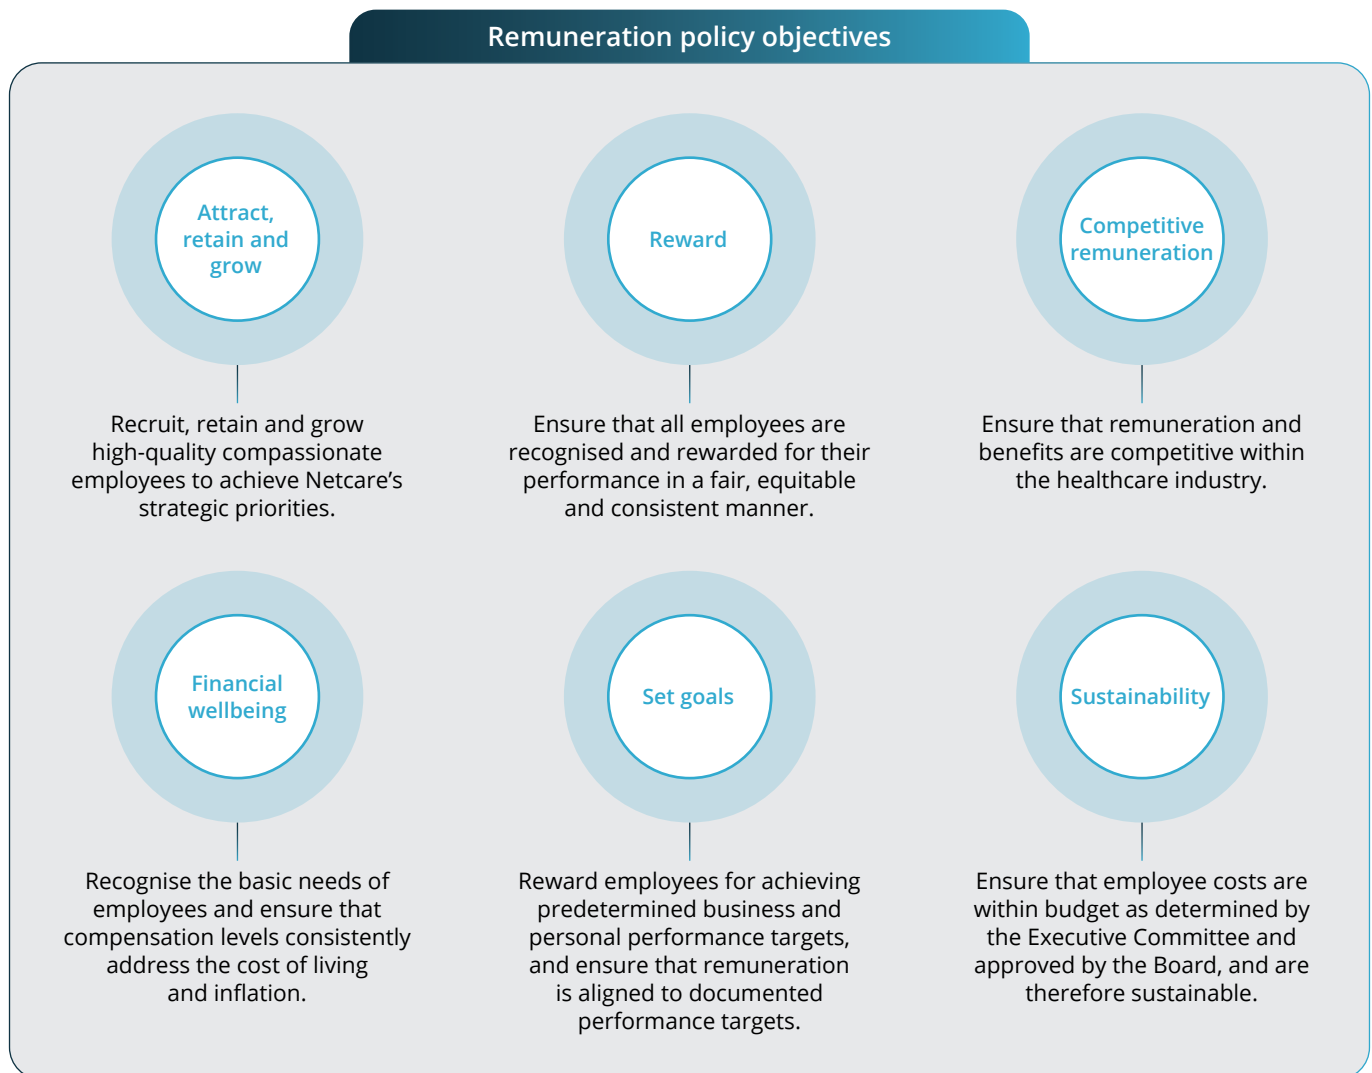 Remuneration policy objectives
Attract,
retain and
grow
Recruit, retain and grow
high-quality compassionate
employees to achieve Netcare’s
strategic priorities.
Reward
Ensure that all employees are
recognised and rewarded for their
performance in a fair, equitable
and consistent manner.
Competitive
remuneration
Ensure that remuneration and
benefits are competitive within
the healthcare industry.
Financial
wellbeing
Recognise the basic needs of
employees and ensure that
compensation levels consistently
address the cost of living
and inflation.
Set goals
Reward employees for achieving
predetermined business and
personal performance targets,
and ensure that remuneration
is aligned to documented
performance targets.
Sustainability
Ensure that employee costs are
within budget as determined by
the Executive Committee and
approved by the Board, and are
therefore sustainable.